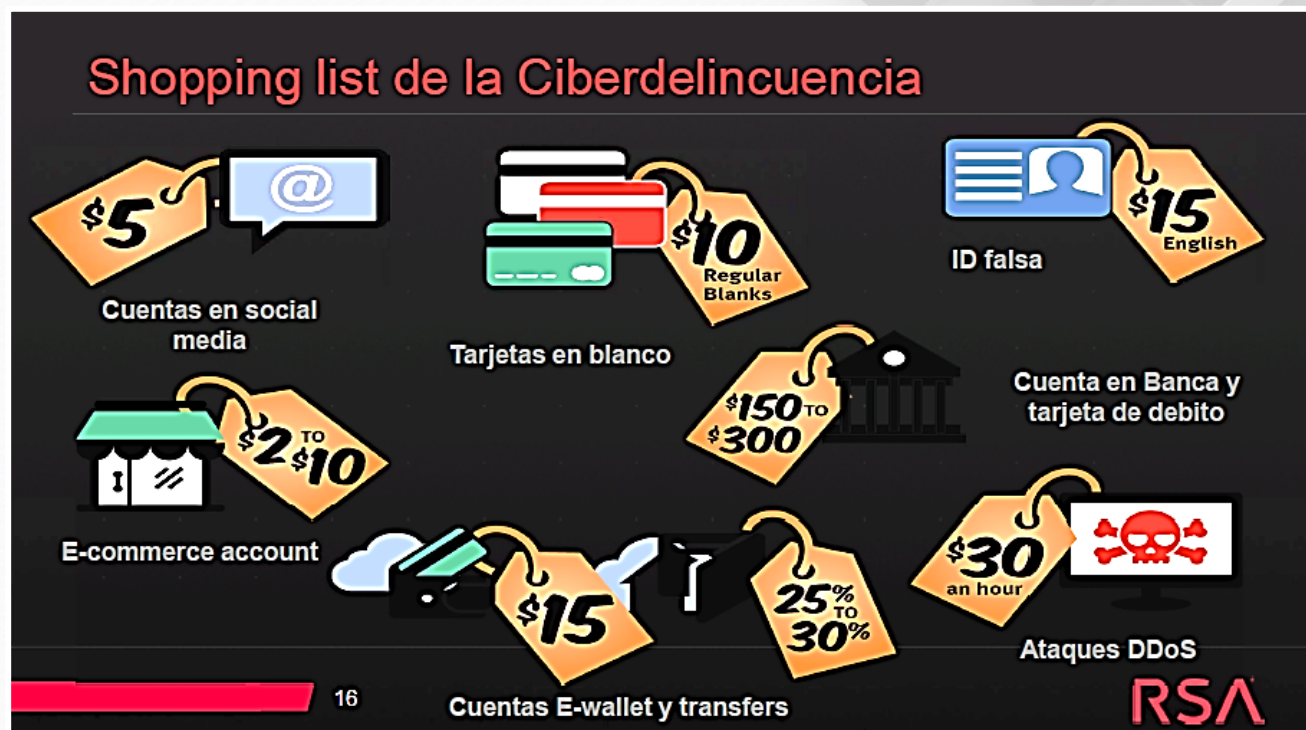 Shopping list de la Ciberdelincuencia
$5
@
Cuentas en social
media
$10
Regular
Blanks
Tarjetas en blanco
$15
English
ID falsa
$2 TO
$10
E-commerce account
$150 TO
$300
Cuenta en Banca y
tarjeta de debito
$15
25%
TO
30%
Cuentas E-wallet y transfers
$30
an hour
Ataques DDoS
16
RSA